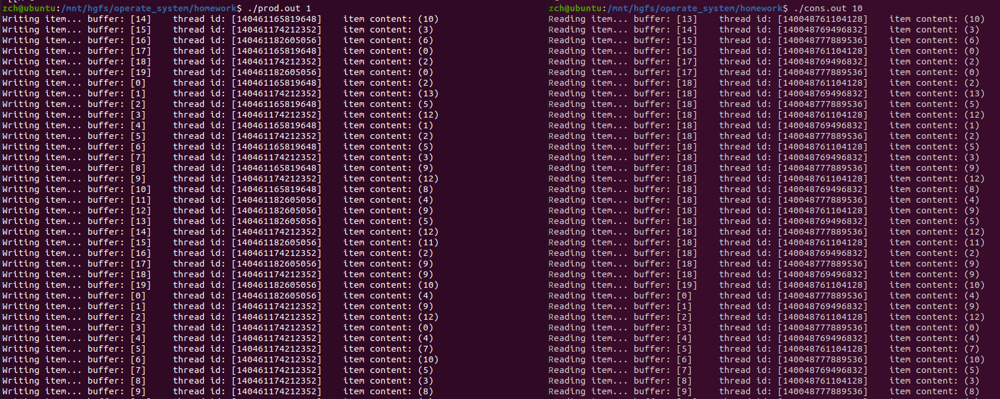 zch@ubuntu:/mnt/hgfs/operate_system/homework$ ./prod.out 1
Writing item... buffer: [14] thread id: [140461165819648] item content: (10)
Writing item... buffer: [15] thread id: [140461174212352] item content: (3)
Writing item... buffer: [16] thread id: [140461182605056] item content: (6)
Writing item... buffer: [17] thread id: [140461165819648] item content: (0)
Writing item... buffer: [18] thread id: [140461174212352] item content: (2)
Writing item... buffer: [19] thread id: [140461182605056] item content: (0)
Writing item... buffer: [0] thread id: [140461165819648] item content: (2)
Writing item... buffer: [1] thread id: [140461174212352] item content: (13)
Writing item... buffer: [2] thread id: [140461165819648] item content: (5)
Writing item... buffer: [3] thread id: [140461174212352] item content: (12)
Writing item... buffer: [4] thread id: [140461165819648] item content: (1)
Writing item... buffer: [5] thread id: [140461174212352] item content: (2)
Writing item... buffer: [6] thread id: [140461165819648] item content: (5)
Writing item... buffer: [7] thread id: [140461174212352] item content: (3)
Writing item... buffer: [8] thread id: [140461165819648] item content: (9)
Writing item... buffer: [9] thread id: [140461174212352] item content: (12)
Writing item... buffer: [10] thread id: [140461165819648] item content: (8)
Writing item... buffer: [11] thread id: [140461182605056] item content: (4)
Writing item... buffer: [12] thread id: [140461182605056] item content: (9)
Writing item... buffer: [13] thread id: [140461182605056] item content: (5)
Writing item... buffer: [14] thread id: [140461174212352] item content: (12)
Writing item... buffer: [15] thread id: [140461182605056] item content: (11)
Writing item... buffer: [16] thread id: [140461174212352] item content: (2)
Writing item... buffer: [17] thread id: [140461182605056] item content: (9)
Writing item... buffer: [18] thread id: [140461174212352] item content: (9)
Writing item... buffer: [19] thread id: [140461182605056] item content: (10)
Writing item... buffer: [0] thread id: [140461182605056] item content: (4)
Writing item... buffer: [1] thread id: [140461174212352] item content: (9)
Writing item... buffer: [2] thread id: [140461174212352] item content: (12)
Writing item... buffer: [3] thread id: [140461174212352] item content: (0)
Writing item... buffer: [4] thread id: [140461174212352] item content: (4)
Writing item... buffer: [5] thread id: [140461174212352] item content: (7)
Writing item... buffer: [6] thread id: [140461174212352] item content: (10)
Writing item... buffer: [7] thread id: [140461174212352] item content: (5)
Writing item... buffer: [8] thread id: [140461174212352] item content: (3)
Writing item... buffer: [9] thread id: [140461174212352] item content: (8)
zch@ubuntu:/mnt/hgfs/operate_system/homework$ ./cons.out 10
Reading item... buffer: [13] thread id: [140048761104128] item content: (10)
Reading item... buffer: [14] thread id: [140048769496832] item content: (3)
Reading item... buffer: [15] thread id: [140048777889536] item content: (6)
Reading item... buffer: [16] thread id: [140048761104128] item content: (0)
Reading item... buffer: [17] thread id: [140048769496832] item content: (2)
Reading item... buffer: [17] thread id: [140048777889536] item content: (0)
Reading item... buffer: [18] thread id: [140048761104128] item content: (2)
Reading item... buffer: [18] thread id: [140048769496832] item content: (13)
Reading item... buffer: [18] thread id: [140048777889536] item content: (5)
Reading item... buffer: [18] thread id: [140048761104128] item content: (12)
Reading item... buffer: [18] thread id: [140048769496832] item content: (1)
Reading item... buffer: [18] thread id: [140048777889536] item content: (2)
Reading item... buffer: [18] thread id: [140048761104128] item content: (5)
Reading item... buffer: [18] thread id: [140048769496832] item content: (3)
Reading item... buffer: [18] thread id: [140048777889536] item content: (9)
Reading item... buffer: [18] thread id: [140048761104128] item content: (12)
Reading item... buffer: [18] thread id: [140048769496832] item content: (8)
Reading item... buffer: [18] thread id: [140048777889536] item content: (4)
Reading item... buffer: [18] thread id: [140048761104128] item content: (9)
Reading item... buffer: [18] thread id: [140048769496832] item content: (5)
Reading item... buffer: [18] thread id: [140048777889536] item content: (12)
Reading item... buffer: [18] thread id: [140048761104128] item content: (11)
Reading item... buffer: [18] thread id: [140048769496832] item content: (2)
Reading item... buffer: [18] thread id: [140048777889536] item content: (9)
Reading item... buffer: [18] thread id: [140048769496832] item content: (9)
Reading item... buffer: [19] thread id: [140048761104128] item content: (10)
Reading item... buffer: [0] thread id: [140048777889536] item content: (4)
Reading item... buffer: [1] thread id: [140048769496832] item content: (9)
Reading item... buffer: [2] thread id: [140048761104128] item content: (12)
Reading item... buffer: [3] thread id: [140048777889536] item content: (0)
Reading item... buffer: [4] thread id: [140048769496832] item content: (4)
Reading item... buffer: [5] thread id: [140048761104128] item content: (7)
Reading item... buffer: [6] thread id: [140048777889536] item content: (10)
Reading item... buffer: [7] thread id: [140048769496832] item content: (5)
Reading item... buffer: [8] thread id: [140048761104128] item content: (3)
Reading item... buffer: [9] thread id: [140048777889536] item content: (8)